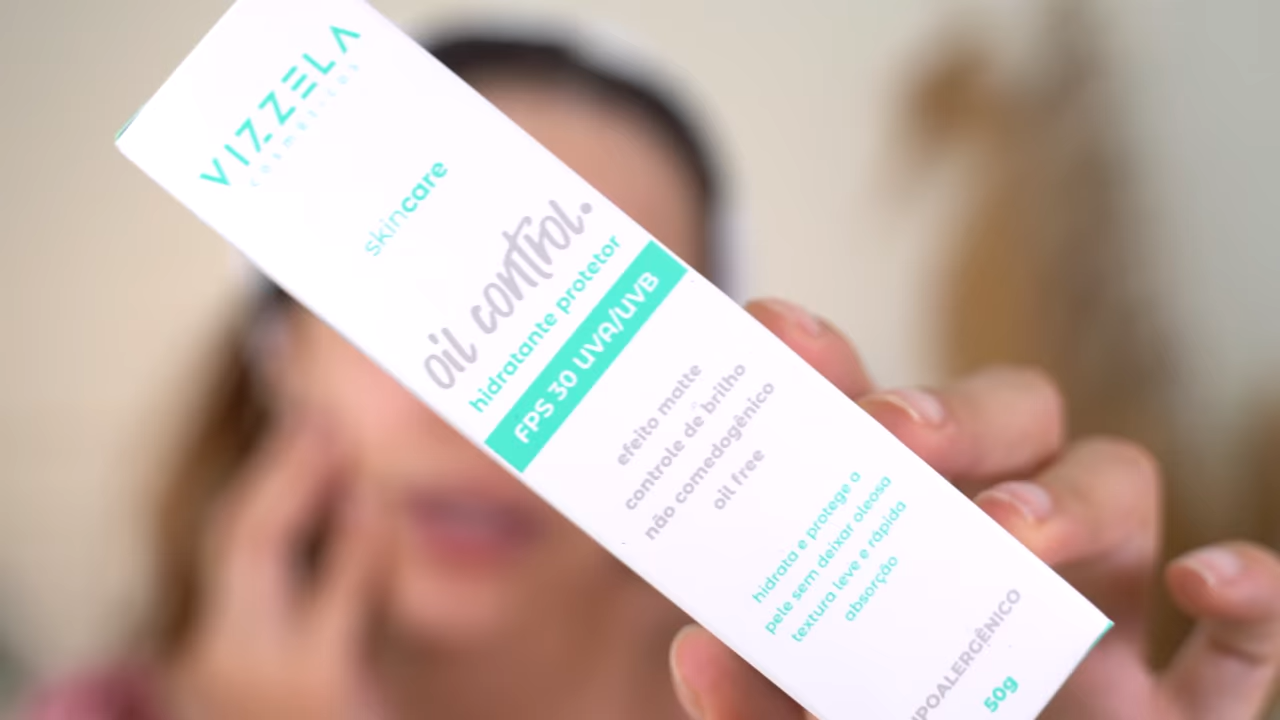 VIZZELA
cosméticos
skincare
oil control.
hidratante protetor
FPS 30 UVA/UVB
efeito matte
controle de brilho
não comedogênico
oil free
hidrata e protege a
pele sem deixar oleosa
textura leve e rápida
absorção
IPOALERGÊNICO
50g